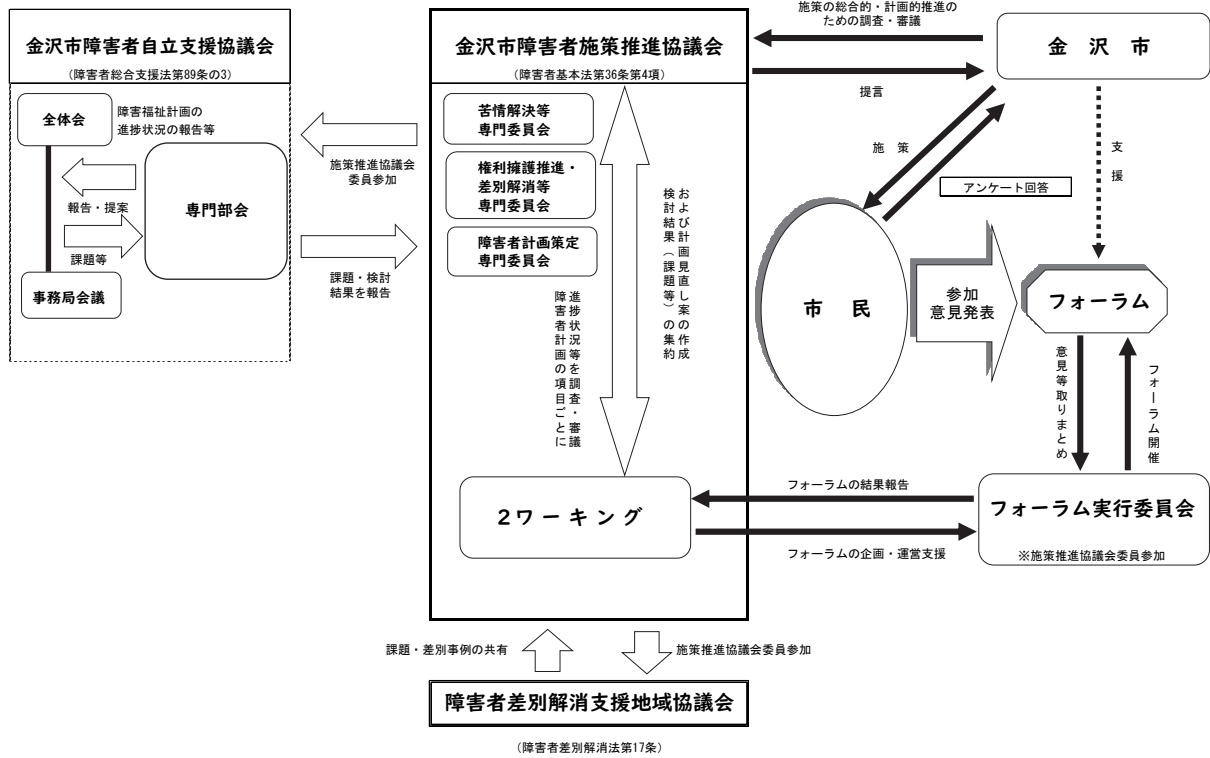 金沢市障害者自立支援協議会
(障害者総合支援法第89条の3)
全体会
障害福祉計画の
進捗状況の報告等
専門部会
報告・提案
課題等
事務局会議
施策推進協議会
委員参加
課題・検討
結果を報告
金沢市障害者施策推進協議会
(障害者基本法第36条第4項)
苦情解決等
専門委員会
権利擁護推進・
差別解消等
専門委員会
障害者計画策定
専門委員会
障害者計画の項目ごとに
進捗状況等を調査・審議
検討結果(課題等)の集約
および計画見直し案の作成
2ワーキング
施策の総合的・計画的推進の
ための調査・審議
提言
金沢市
施策
アンケート回答
支援
市民
参加
意見発表
フォーラム
意見等取りまとめ
フォーラム開催
フォーラムの結果報告
フォーラムの企画・運営支援
フォーラム実行委員会
※施策推進協議会委員参加
課題・差別事例の共有
施策推進協議会委員参加
障害者差別解消支援地域協議会
(障害者差別解消法第17条)